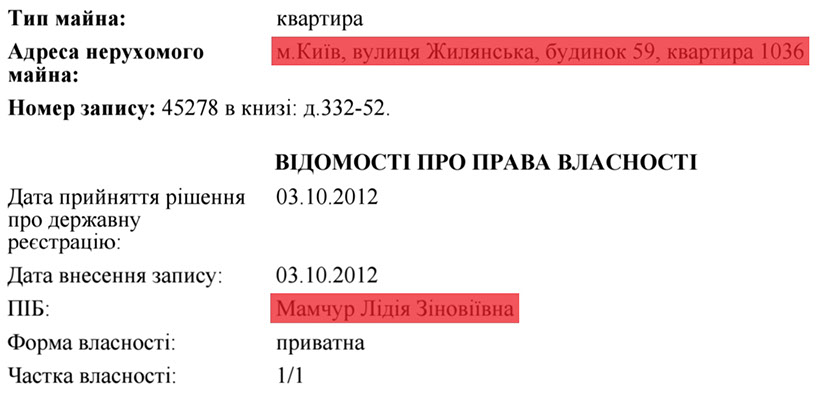 Тип майна: квартира
Адреса нерухомого м.Київ, вулиця Жилянська, будинок 59, квартира 1036
майна:
Номер запису: 45278 в книзі: д.332-52.
ВІДОМОСТІ ПРО ПРАВА ВЛАСНОСТІ
Дата прийняття рішення 03.10.2012
про державну
реєстрацію:
Дата внесення запису: 03.10.2012
ПІБ: Мамчур Лідія Зіновіївна
Форма власності: приватна
Частка власності: 1/1